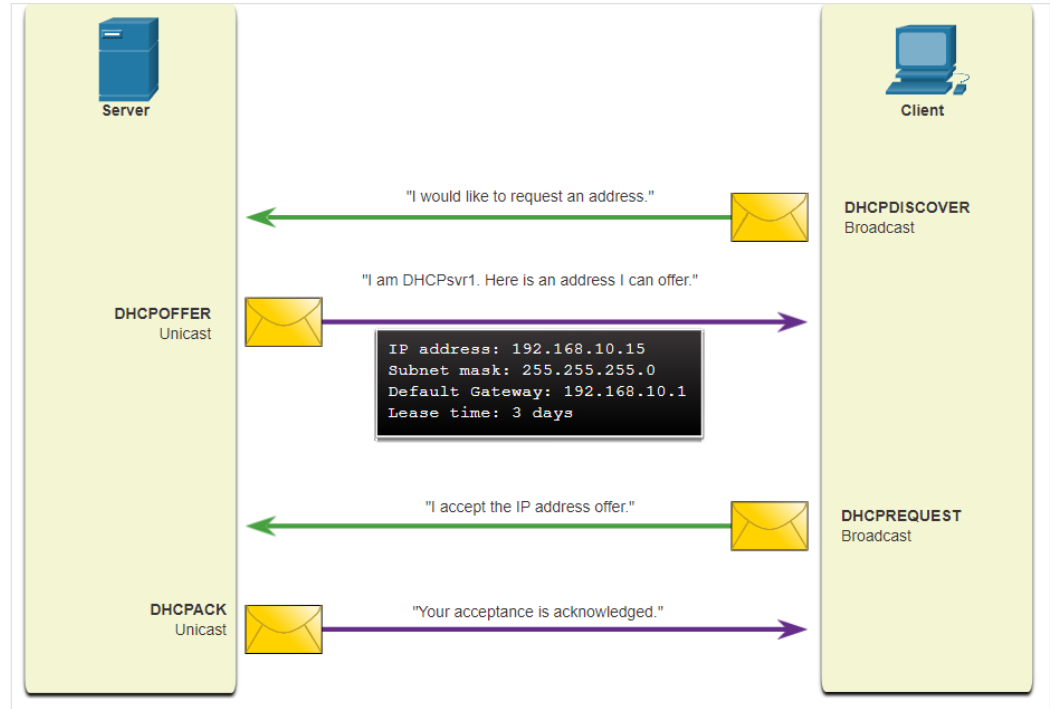 Server
Client
"I would like to request an address."
DHCPDISCOVER
Broadcast
"I am DHCPsvr1. Here is an address I can offer."
DHCPOFFER
Unicast
IP address: 192.168.10.15
Subnet mask: 255.255.255.0
Default Gateway: 192.168.10.1
Lease time: 3 days
"I accept the IP address offer."
DHCPREQUEST
Broadcast
DHCPACK
Unicast
"Your acceptance is acknowledged."